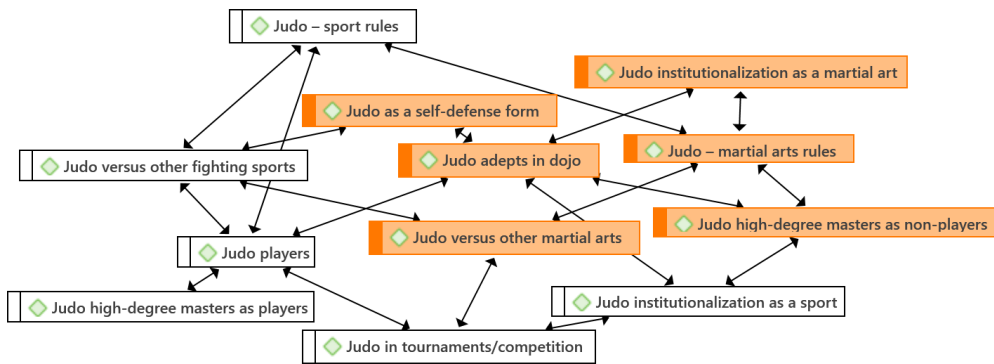 Judo – sport rules
Judo institutionalization as a martial art
Judo as a self-defense form
Judo versus other fighting sports
Judo adepts in dojo
Judo – martial arts rules
Judo players
Judo versus other martial arts
Judo high-degree masters as non-players
Judo high-degree masters as players
Judo institutionalization as a sport
Judo in tournaments/competition